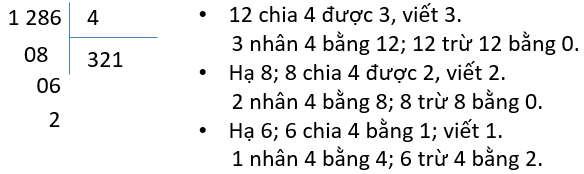 1 286 4
08 321
06
2
• 12 chia 4 được 3, viết 3.
3 nhân 4 bằng 12; 12 trừ 12 bằng 0.
• Hạ 8; 8 chia 4 được 2, viết 2.
2 nhân 4 bằng 8; 8 trừ 8 bằng 0.
• Hạ 6; 6 chia 4 bằng 1; viết 1.
1 nhân 4 bằng 4; 6 trừ 4 bằng 2.